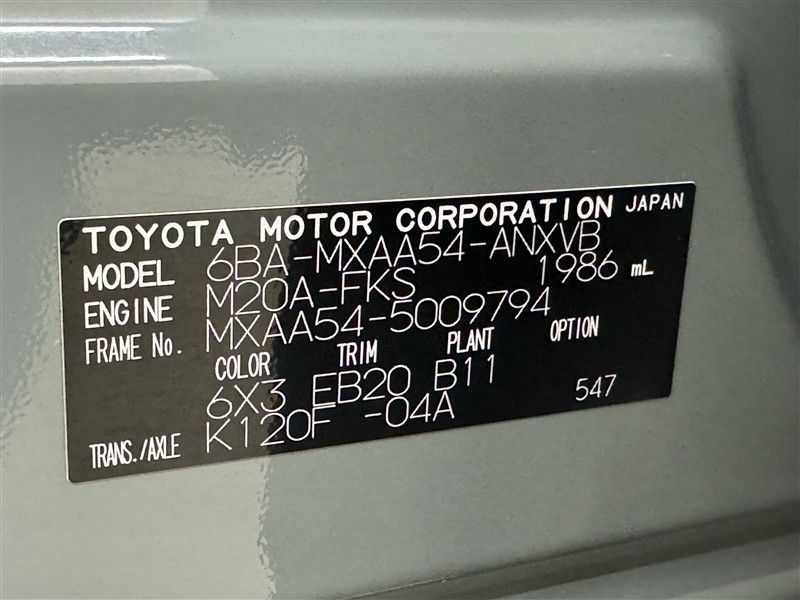 TOYOTA MOTOR CORPORATION JAPAN
MODEL 6BA-MXAA54-ANXVB
ENGINE M20A-FKS 1986 mL
FRAME No. MXAA54-5009794
COLOR TRIM PLANT OPTION
6X3 EB20 B11 547
TRANS./AXLE K120F -04A